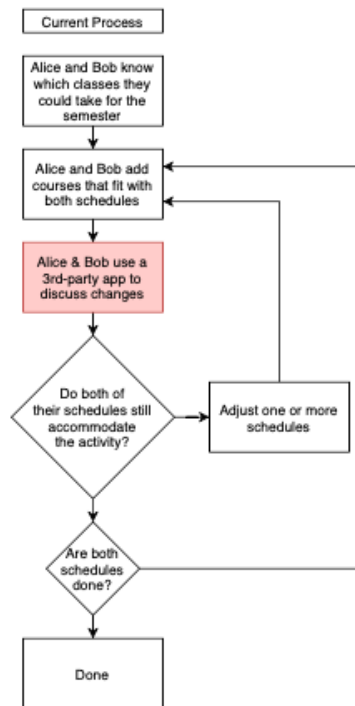 Current Process
Alice and Bob know
which classes they
could take for the
semester
Alice and Bob add
courses that fit with
both schedules
Alice & Bob use a
3rd-party app to
discuss changes
Do both of
their schedules still
accommodate
the activity?
Adjust one or more
schedules
Are both
schedules
done?
Done